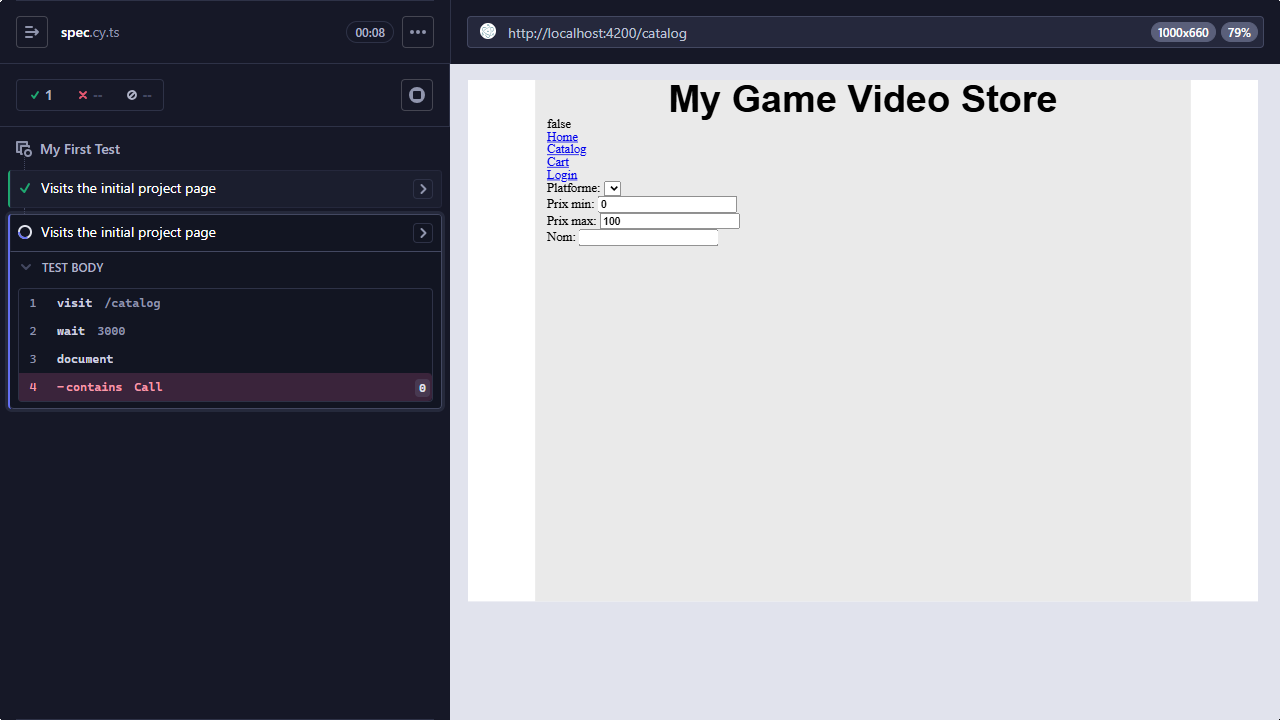 spec.cy.ts
00:08
1
--
--
My First Test
Visits the initial project page
Visits the initial project page
TEST BODY
1 visit /catalog
2 wait 3000
3 document
4 -contains Call 0
http://localhost:4200/catalog
1000x660
79%
My Game Video Store
false
Home
Catalog
Cart
Login
Platforme:
Prix min: 0
Prix max: 100
Nom: